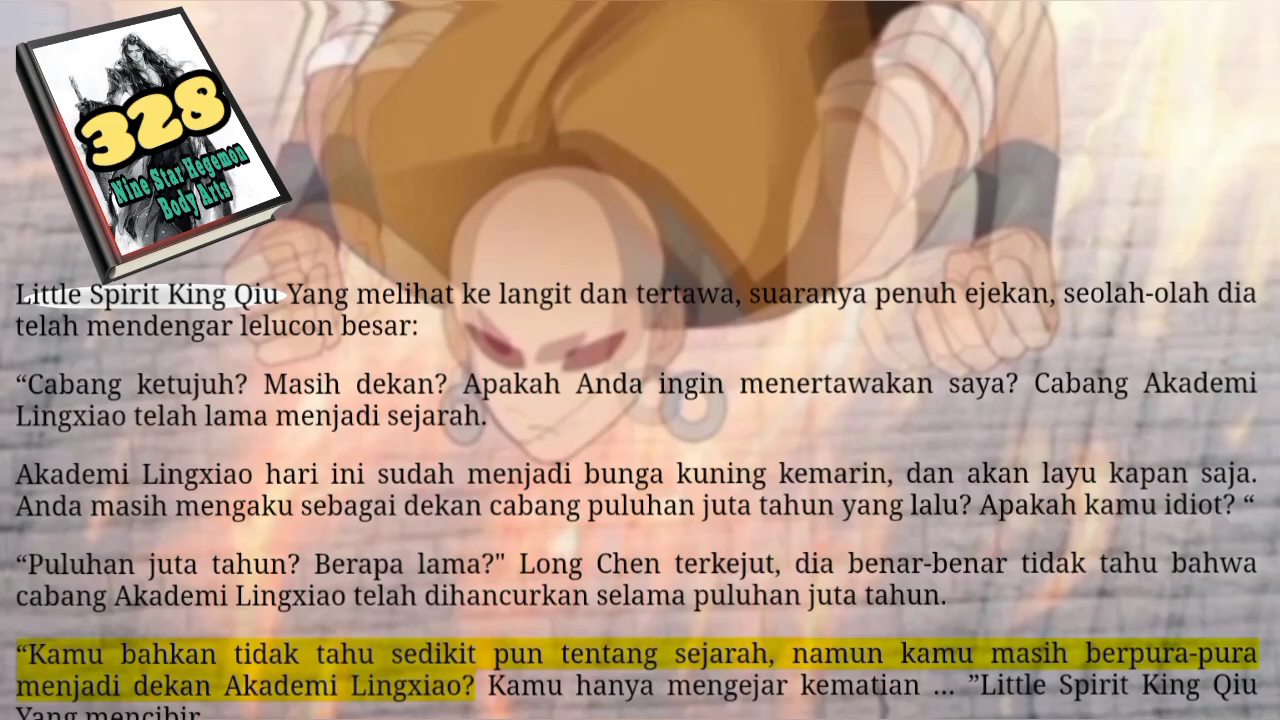 328
Nine Star Hegemon
Body Arts
Little Spirit King Qiu Yang melihat ke langit dan tertawa, suaranya penuh ejekan, seolah-olah dia
telah mendengar lelucon besar:
“Cabang ketujuh? Masih dekan? Apakah Anda ingin menertawakan saya? Cabang Akademi
Lingxiao telah lama menjadi sejarah.
Akademi Lingxiao hari ini sudah menjadi bunga kuning kemarin, dan akan layu kapan saja.
Anda masih mengaku sebagai dekan cabang puluhan juta tahun yang lalu? Apakah kamu idiot? “
“Puluhan juta tahun? Berapa lama?" Long Chen terkejut, dia benar-benar tidak tahu bahwa
cabang Akademi Lingxiao telah dihancurkan selama puluhan juta tahun.
“Kamu bahkan tidak tahu sedikit pun tentang sejarah, namun kamu masih berpura-pura
menjadi dekan Akademi Lingxiao? Kamu hanya mengejar kematian ... ”Little Spirit King Qiu
Yang mencibir